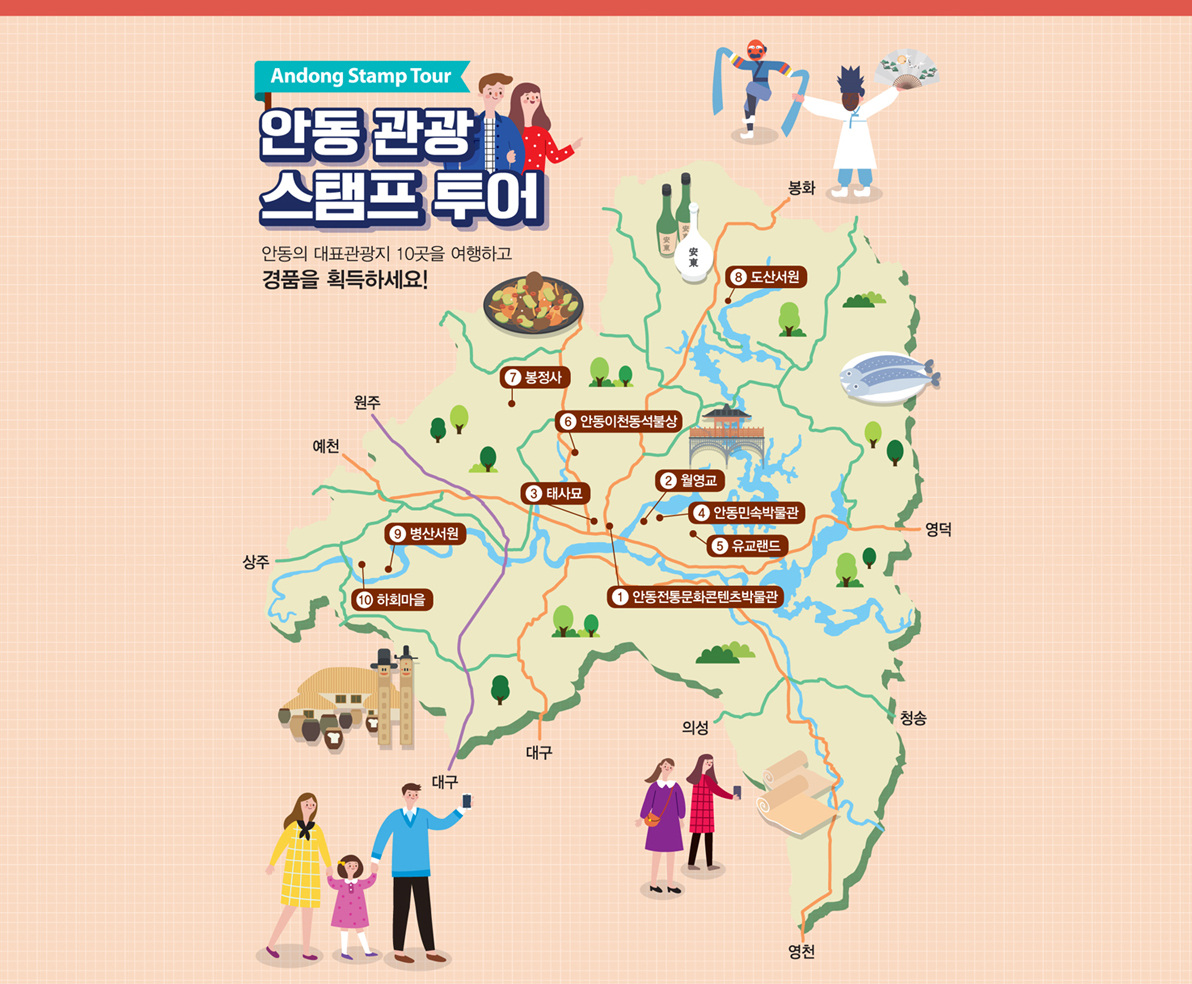 Andong Stamp Tour
안동 관광
스탬프 투어
안동의 대표관광지 10곳을 여행하고
경품을 획득하세요!
봉화
安東
安東
安東
8 도산서원
7 봉정사
원주
6 안동이천동석불상
예천
2 월영교
3 태사묘
4 안동민속박물관
영덕
9 병산서원
5 유교랜드
상주
1 안동전통문화콘텐츠박물관
10 하회마을
청송
의성
대구
대구
영천